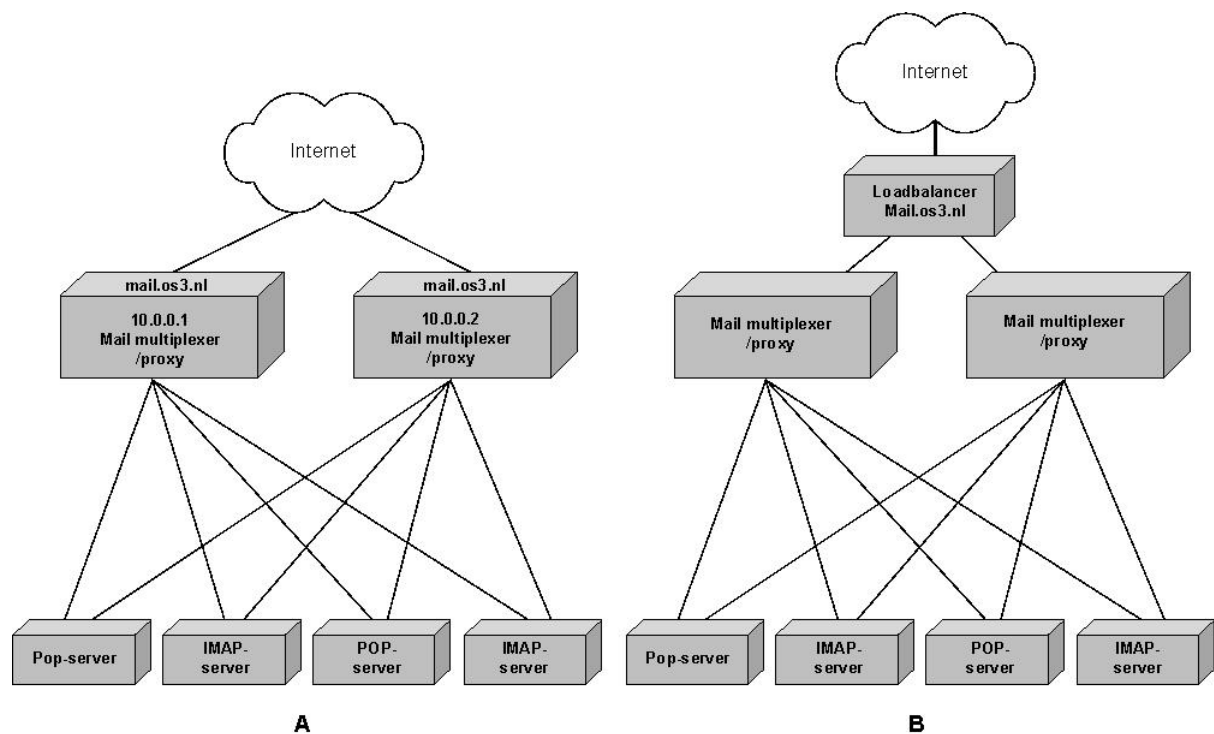 Internet
mail.os3.nl
10.0.0.1
Mail multiplexer
/proxy
mail.os3.nl
10.0.0.2
Mail multiplexer
/proxy
Pop-server
IMAP-
server
POP-
server
IMAP-
server
A
Internet
Loadbalancer
Mail.os3.nl
Mail multiplexer
/proxy
Mail multiplexer
/proxy
Pop-server
IMAP-
server
POP-
server
IMAP-
server
B